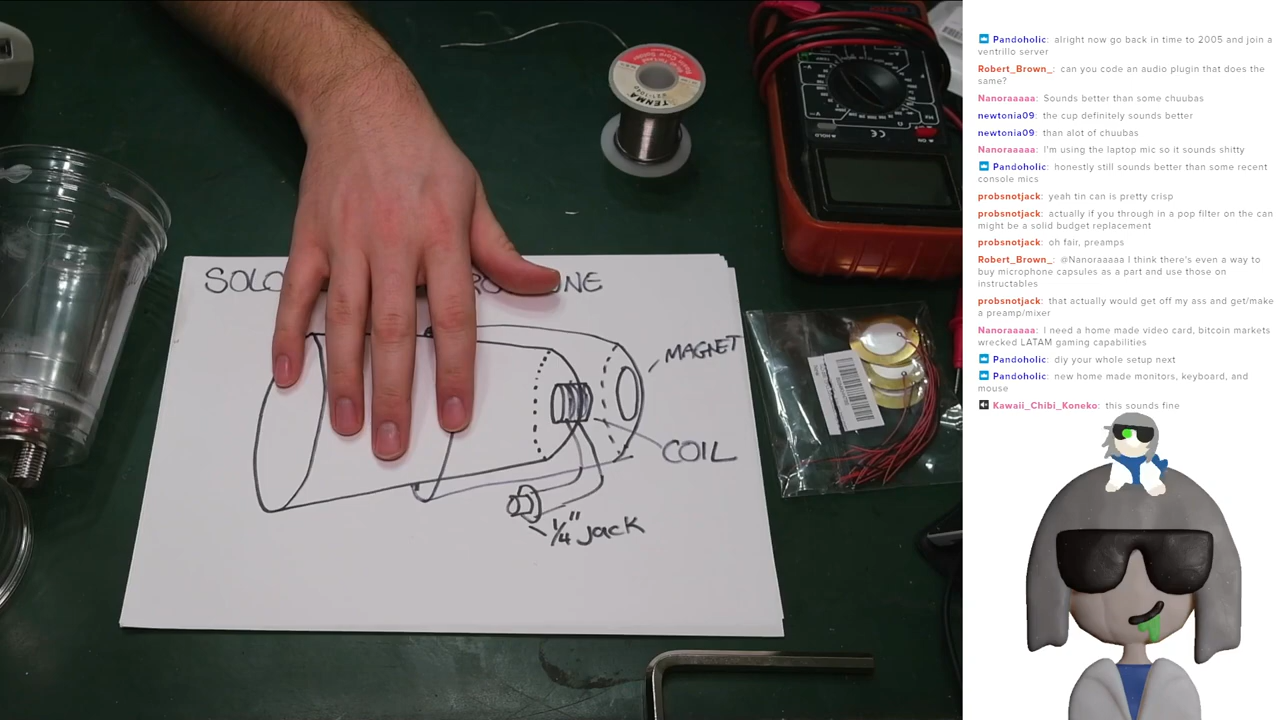 SOLO
ONE
MAGNET
COIL
1/4" jack
TENMA
HOLD
CE
Pandoholic: alright now go back in time to 2005 and join a
ventrillo server
Robert_Brown_: can you code an audio plugin that does the
same?
Nanoraaaaa: Sounds better than some chuubas
newtonia09: the cup definitely sounds better
newtonia09: than alot of chuubas
Nanoraaaaa: I'm using the laptop mic so it sounds shitty
Pandoholic: honestly still sounds better than some recent
console mics
probsnotjack: yeah tin can is pretty crisp
probsnotjack: actually if you through in a pop filter on the can
might be a solid budget replacement
probsnotjack: oh fair, preamps
Robert_Brown_: @Nanoraaaaa I think there's even a way to
buy microphone capsules as a part and use those on
instructables
probsnotjack: that actually would get off my ass and get/make
a preamp/mixer
Nanoraaaaa: I need a home made video card, bitcoin markets
wrecked LATAM gaming capabilities
Pandoholic: diy your whole setup next
Pandoholic: new home made monitors, keyboard, and
mouse
Kawaii_Chibi_Koneko: this sounds fine